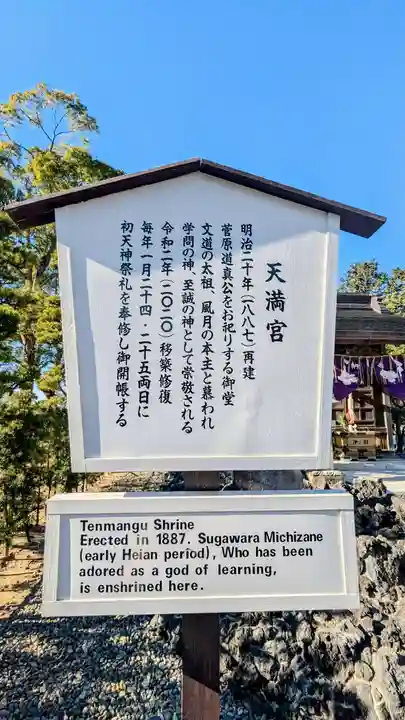 天満宮
明治二十年(一八八七)再建
菅原道真公をお祀りする御堂
文道の太祖、風月の本主と慕われ
学問の神、至誠の神として崇敬される
令和二年(二〇二〇)移築修復
毎年一月二十四・二十五両日に
初天神祭礼を奉修し御開帳する
Tenmangu Shrine
Erected in 1887. Sugawara Michizane
(early Heian period), Who has been
adored as a god of learning,
is enshrined here.